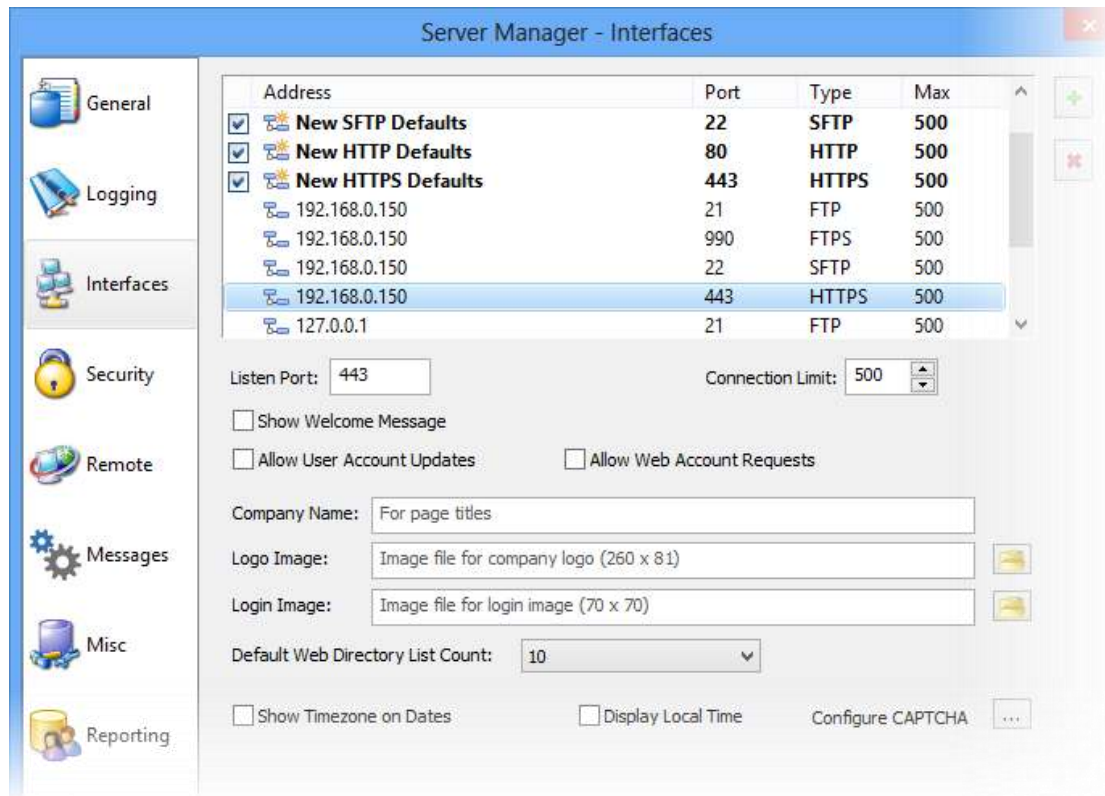 Server Manager - Interfaces
General
Logging
Interfaces
Security
Remote
Messages
Misc
Reporting
Address Port Type Max
New SFTP Defaults 22 SFTP 500
New HTTP Defaults 80 HTTP 500
New HTTPS Defaults 443 HTTPS 500
192.168.0.150 21 FTP 500
192.168.0.150 990 FTPS 500
192.168.0.150 22 SFTP 500
192.168.0.150 443 HTTPS 500
127.0.0.1 21 FTP 500
Listen Port: 443 Connection Limit: 500
Show Welcome Message
Allow User Account Updates Allow Web Account Requests
Company Name: For page titles
Logo Image: Image file for company logo (260 x 81)
Login Image: Image file for login image (70 x 70)
Default Web Directory List Count: 10
Show Timezone on Dates Display Local Time Configure CAPTCHA ...